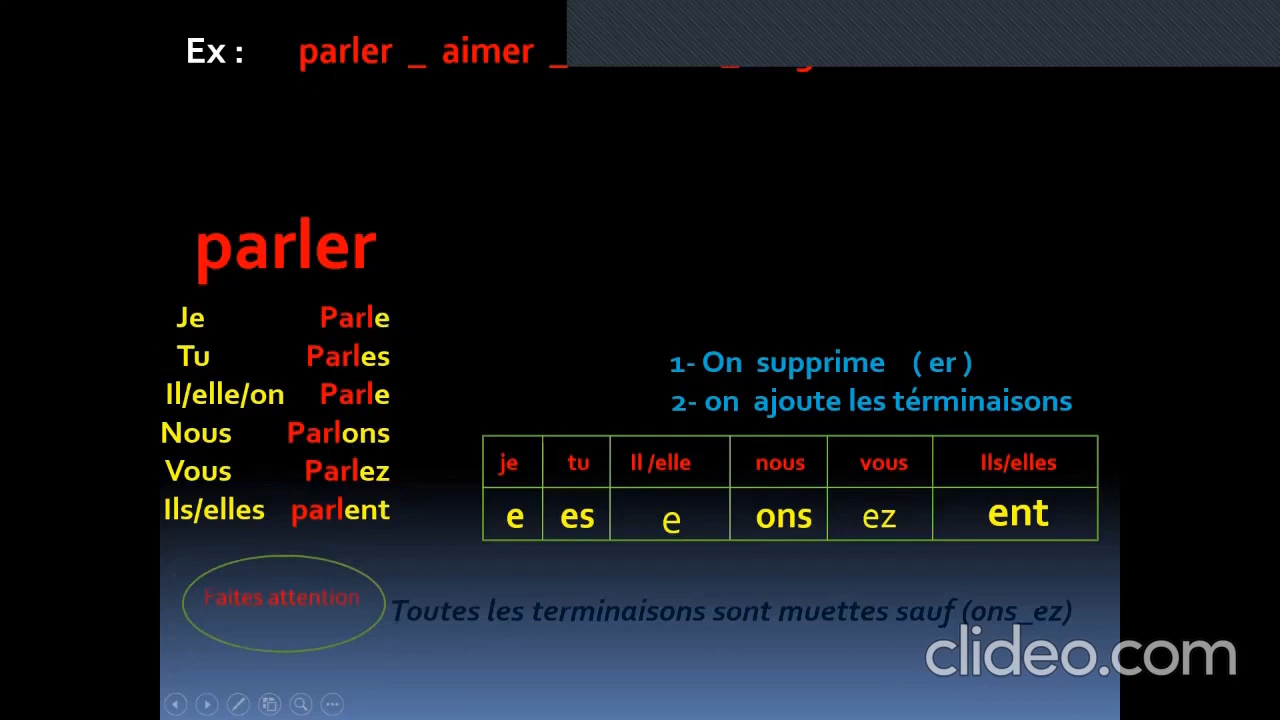 Ex : parler _ aimer _
parler
Je Parle
Tu Parles
Il/elle/on Parle
Nous Parlons
Vous Parlez
Ils/elles parlent
1- On supprime ( er )
2- on ajoute les términaisons
je tu Il /elle nous vous Ils/elles
e es e ons ez ent
Faites attention
Toutes les terminaisons sont muettes sauf (ons_ez)
clideo.com